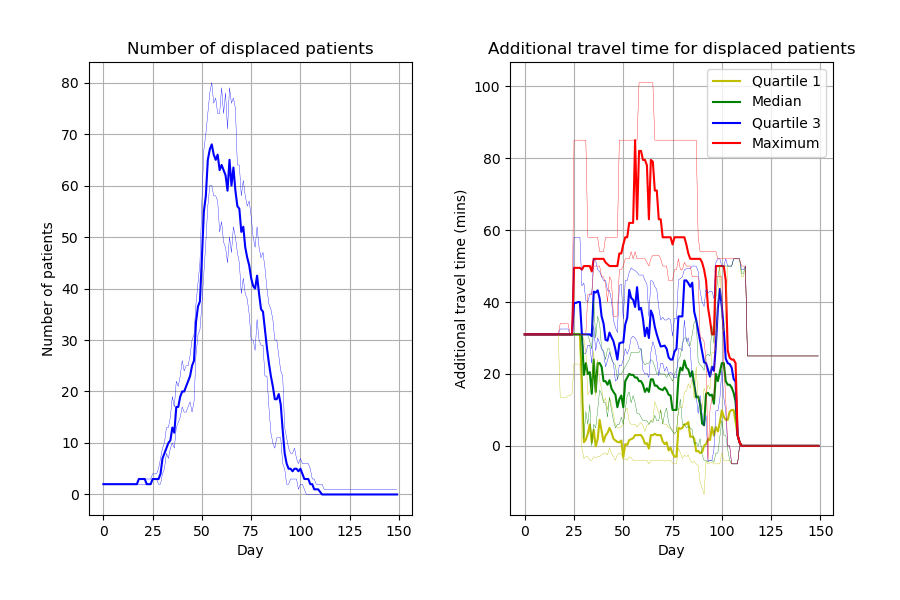 Number of displaced patients
Number of patients
80
70
60
50
40
30
20
10
0
0 25 50 75 100 125 150
Day
Additional travel time for displaced patients
Additional travel time (mins)
100
80
60
40
20
0
Quartile 1
Median
Quartile 3
Maximum
0 25 50 75 100 125 150
Day